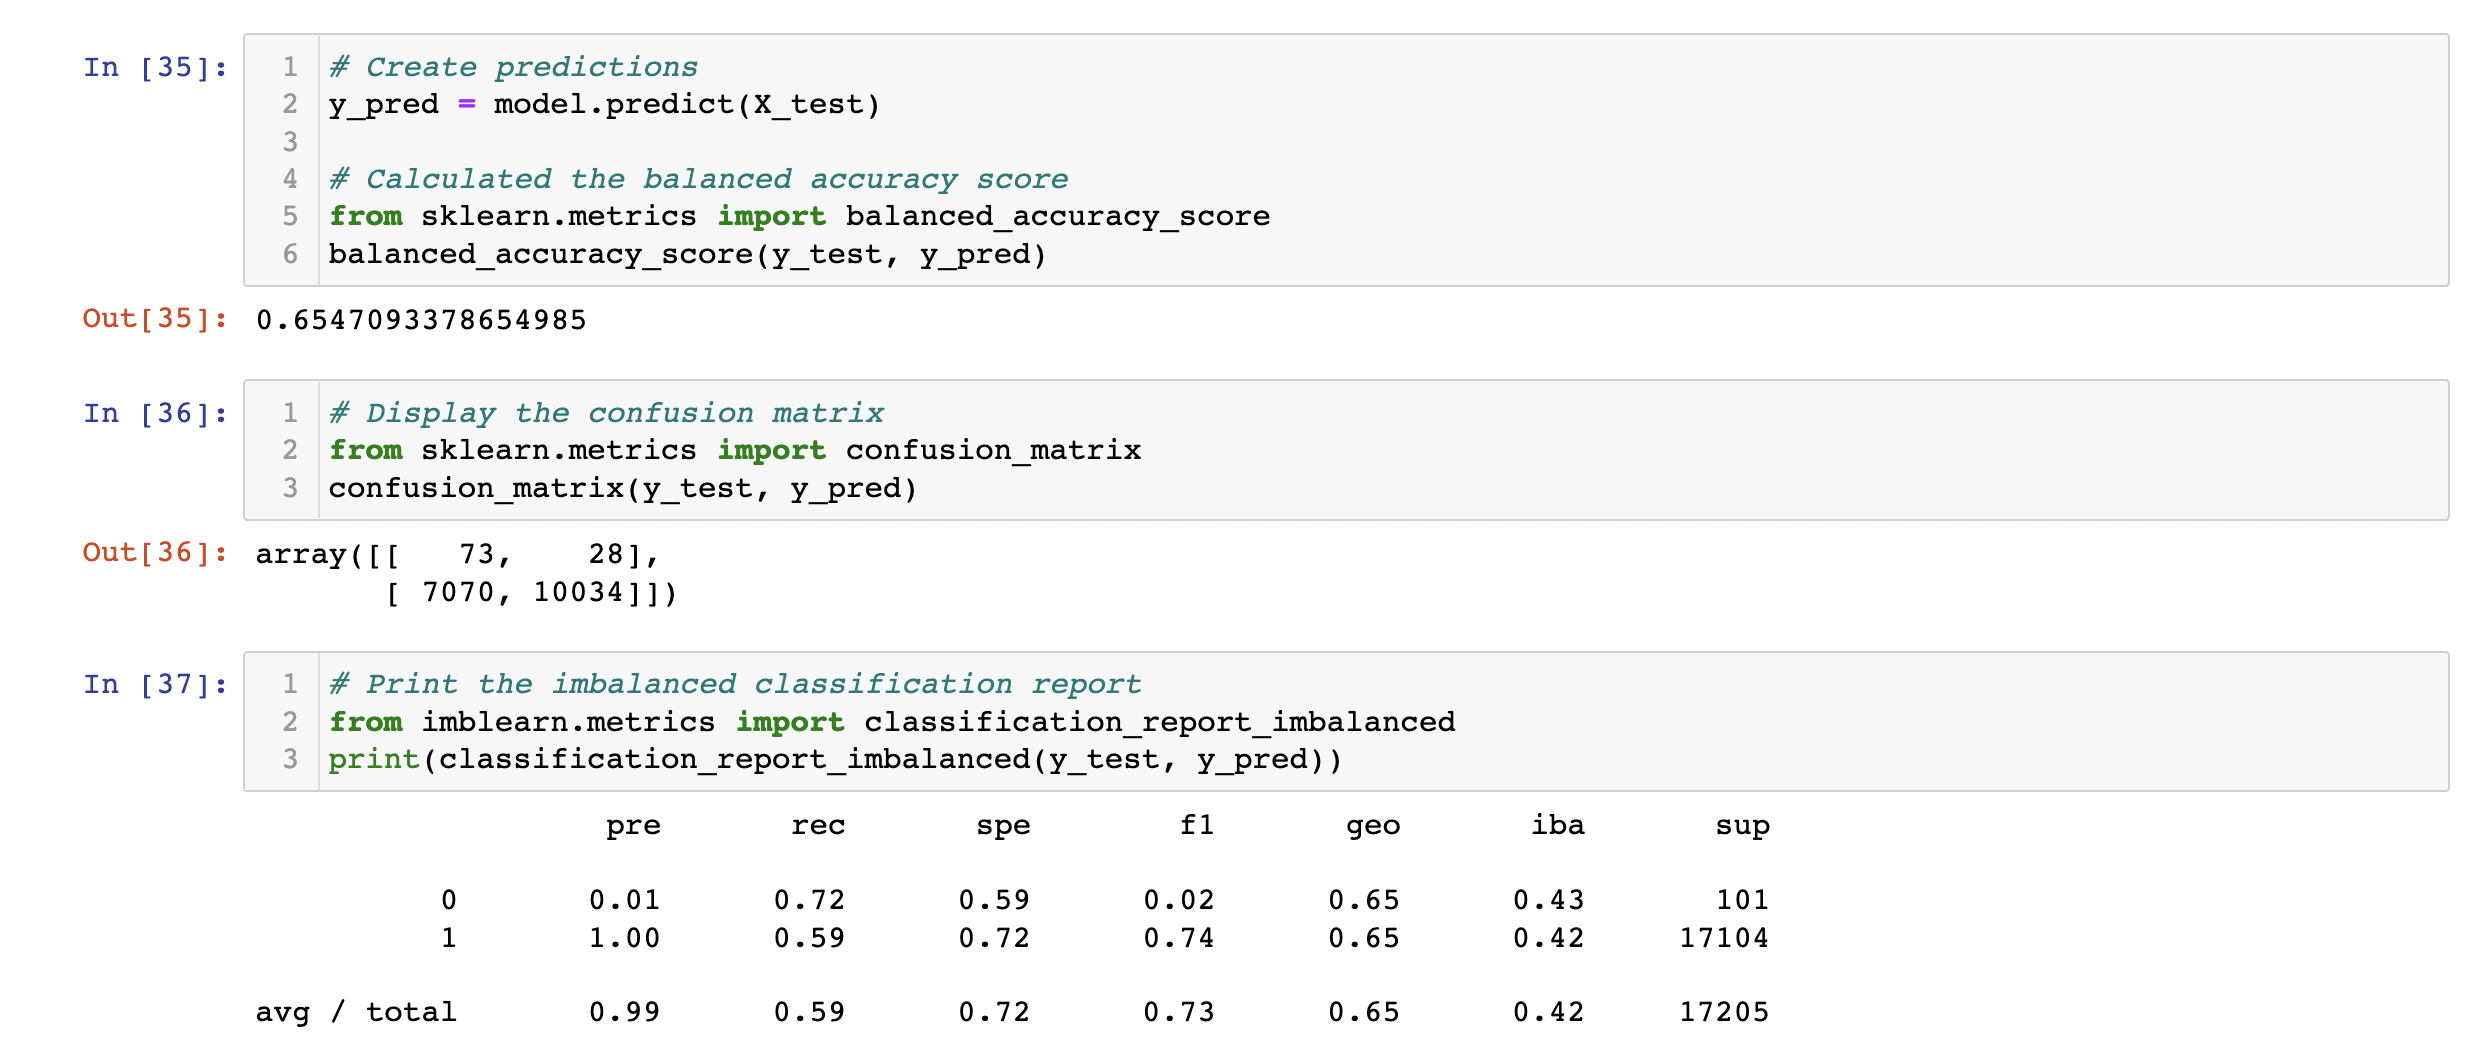 In [35]:
1 # Create predictions
2 y_pred = model.predict(X_test)
3
4 # Calculated the balanced accuracy score
5 from sklearn.metrics import balanced_accuracy_score
6 balanced_accuracy_score(y_test, y_pred)
Out[35]: 0.6547093378654985
In [36]:
1 # Display the confusion matrix
2 from sklearn.metrics import confusion_matrix
3 confusion_matrix(y_test, y_pred)
Out[36]: array([[   73,    28],
       [ 7070, 10034]])
In [37]:
1 # Print the imbalanced classification report
2 from imblearn.metrics import classification_report_imbalanced
3 print(classification_report_imbalanced(y_test, y_pred))
pre rec spe f1 geo iba sup
0 0.01 0.72 0.59 0.02 0.65 0.43 101
1 1.00 0.59 0.72 0.74 0.65 0.42 17104
avg / total 0.99 0.59 0.72 0.73 0.65 0.42 17205